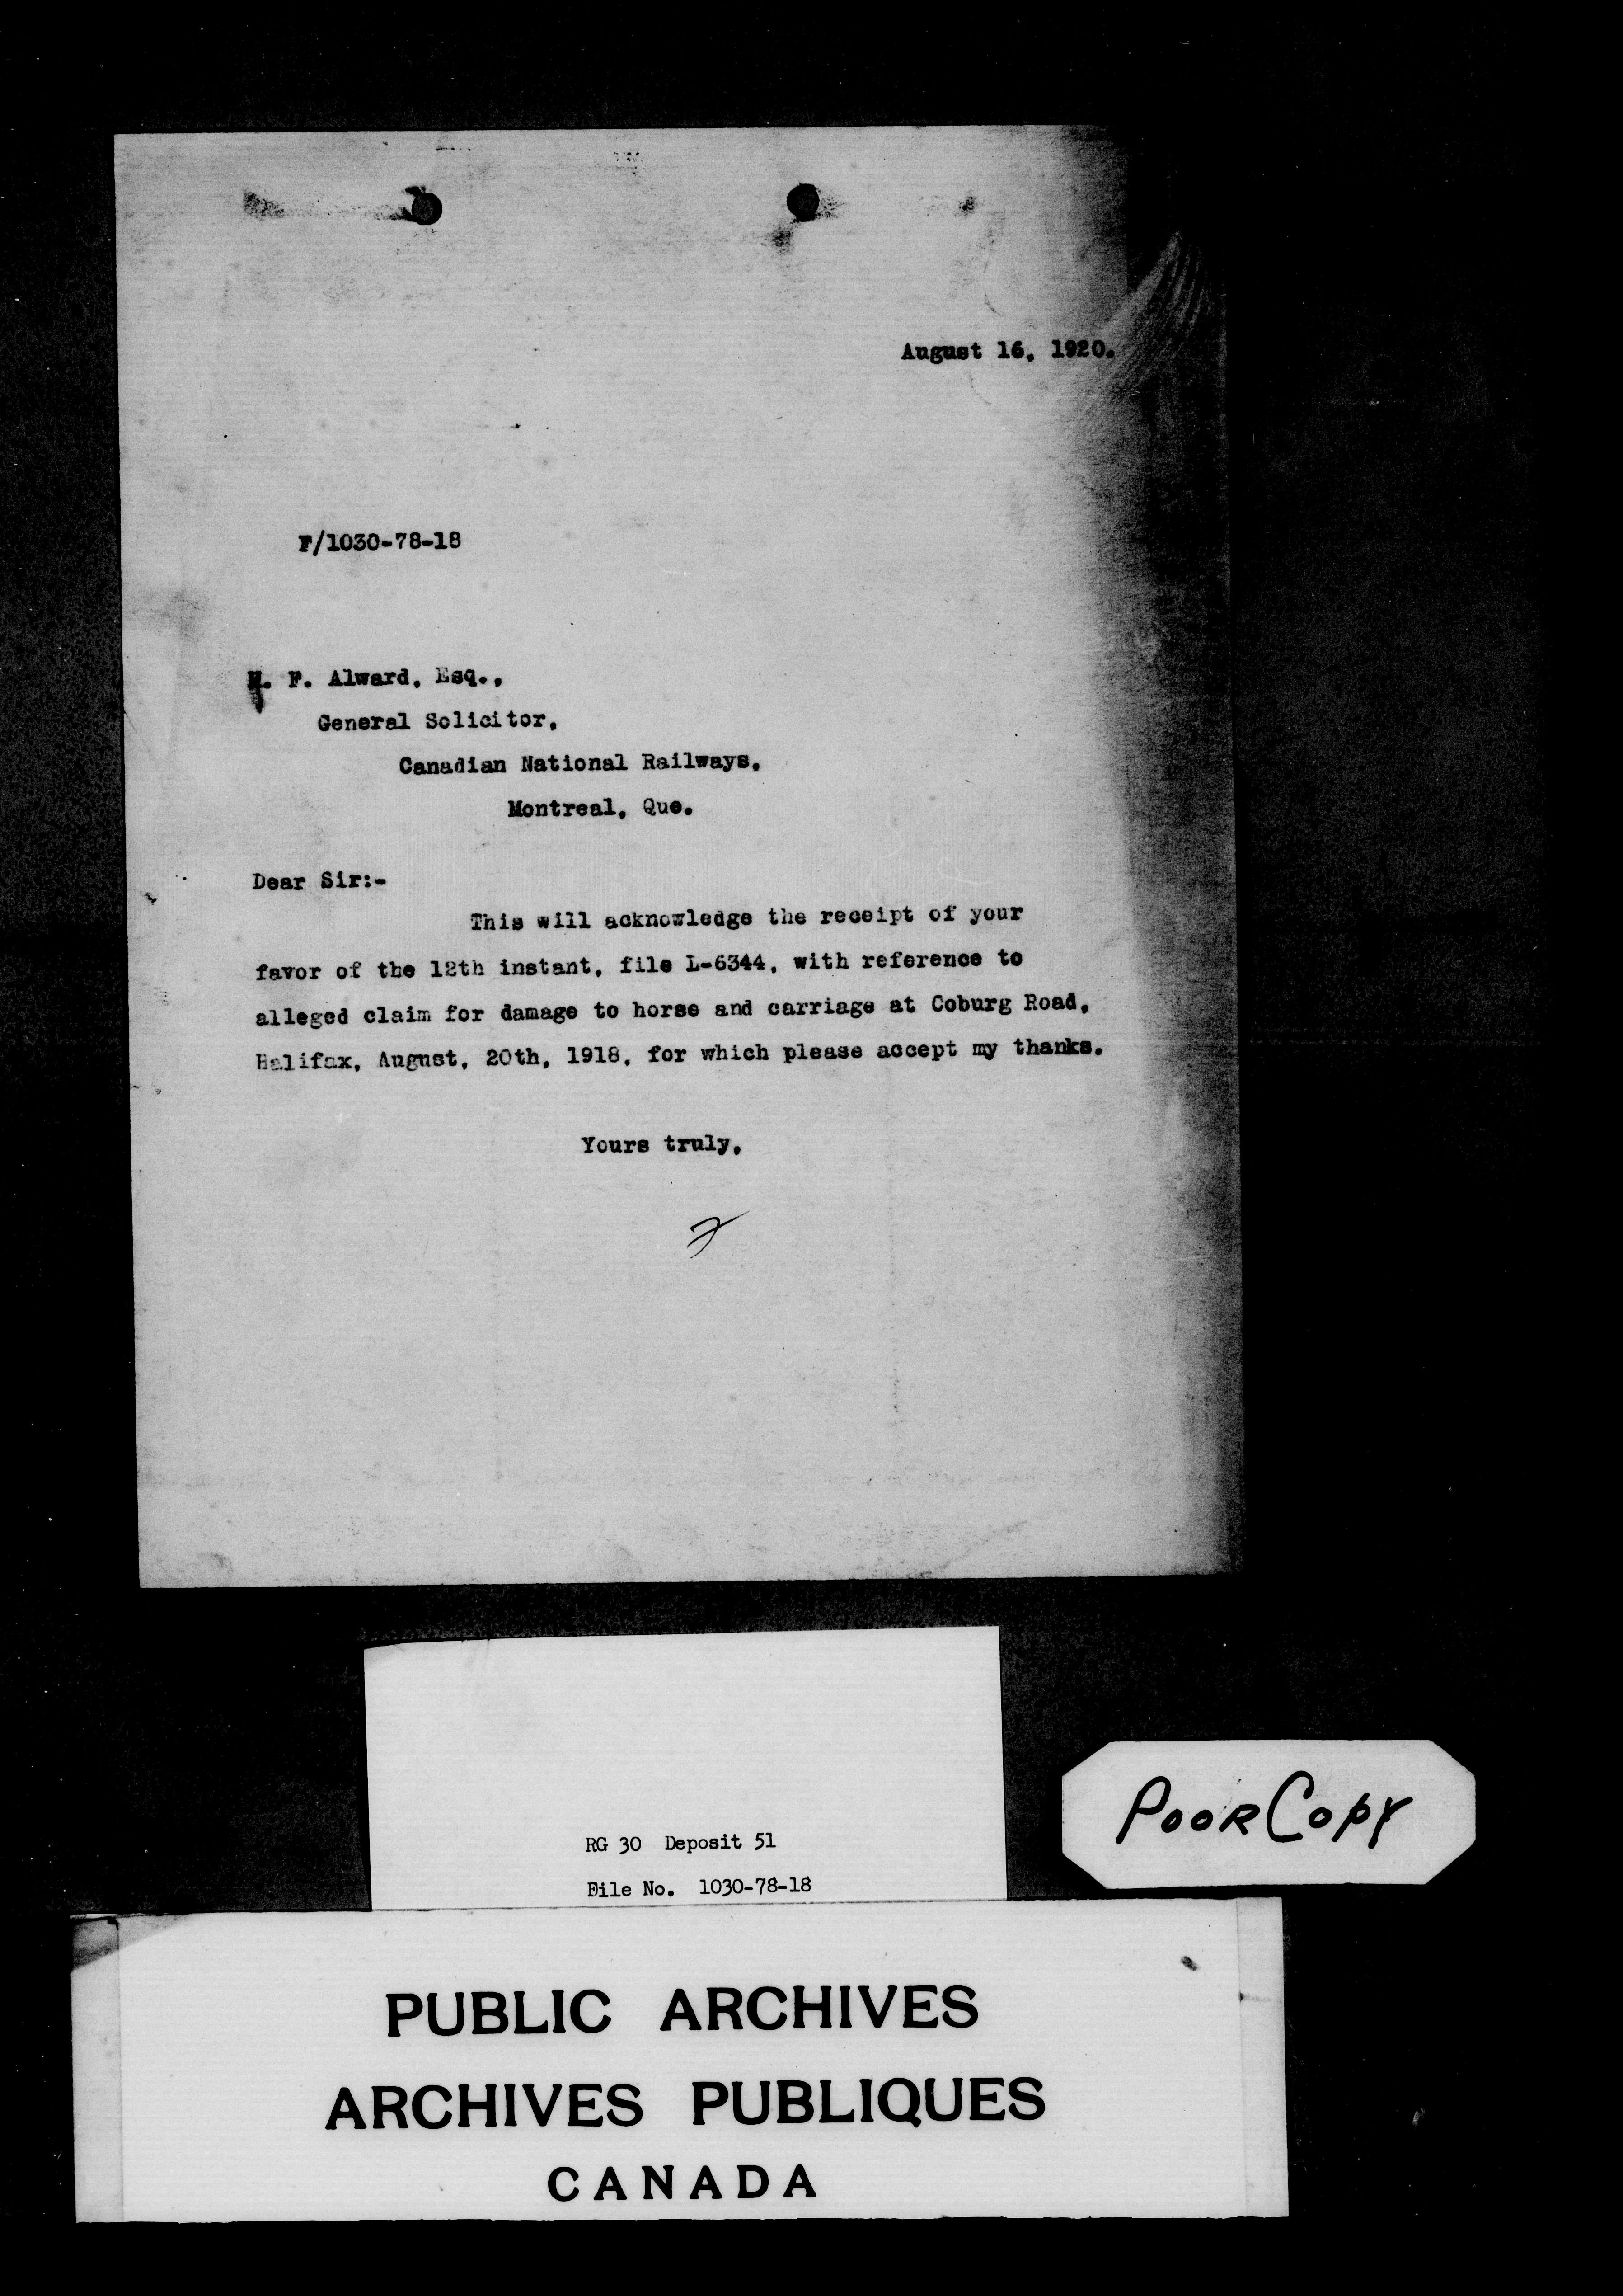 August 16, 1920.
F/1030-78-18
F. Alward, Esq.,
General Solicitor,
Canadian National Railways,
Montreal, Que.
Dear Sir:-
This will acknowledge the receipt of your
favor of the 12th instant, file L-6344, with reference to
alleged claim for damage to horse and carriage at Coburg Road,
Halifax, August, 20th, 1918, for which please accept my thanks.
Yours truly,
RG 30 Deposit 51
File No. 1030-78-18
Poor Copy
PUBLIC ARCHIVES
ARCHIVES PUBLIQUES
CANADA